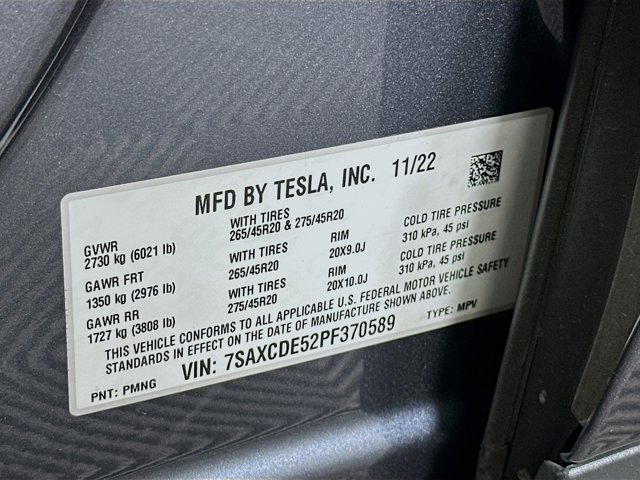 MFD BY TESLA, INC. 11/22
GVWR
2730 kg (6021 lb)
WITH TIRES
265/45R20 & 275/45R20
COLD TIRE PRESSURE
310 kPa, 45 psi
GAWR FRT
1350 kg (2976 lb)
WITH TIRES
265/45R20
RIM
20X9.0J
COLD TIRE PRESSURE
310 kPa, 45 psi
GAWR RR
1727 kg (3808 lb)
WITH TIRES
275/45R20
RIM
20X10.0J
THIS VEHICLE CONFORMS TO ALL APPLICABLE U.S. FEDERAL MOTOR VEHICLE SAFETY
STANDARDS IN EFFECT ON THE DATE OF MANUFACTURE SHOWN ABOVE.
PNT: PMNG
VIN: 7SAXCDE52PF370589
TYPE: MPV